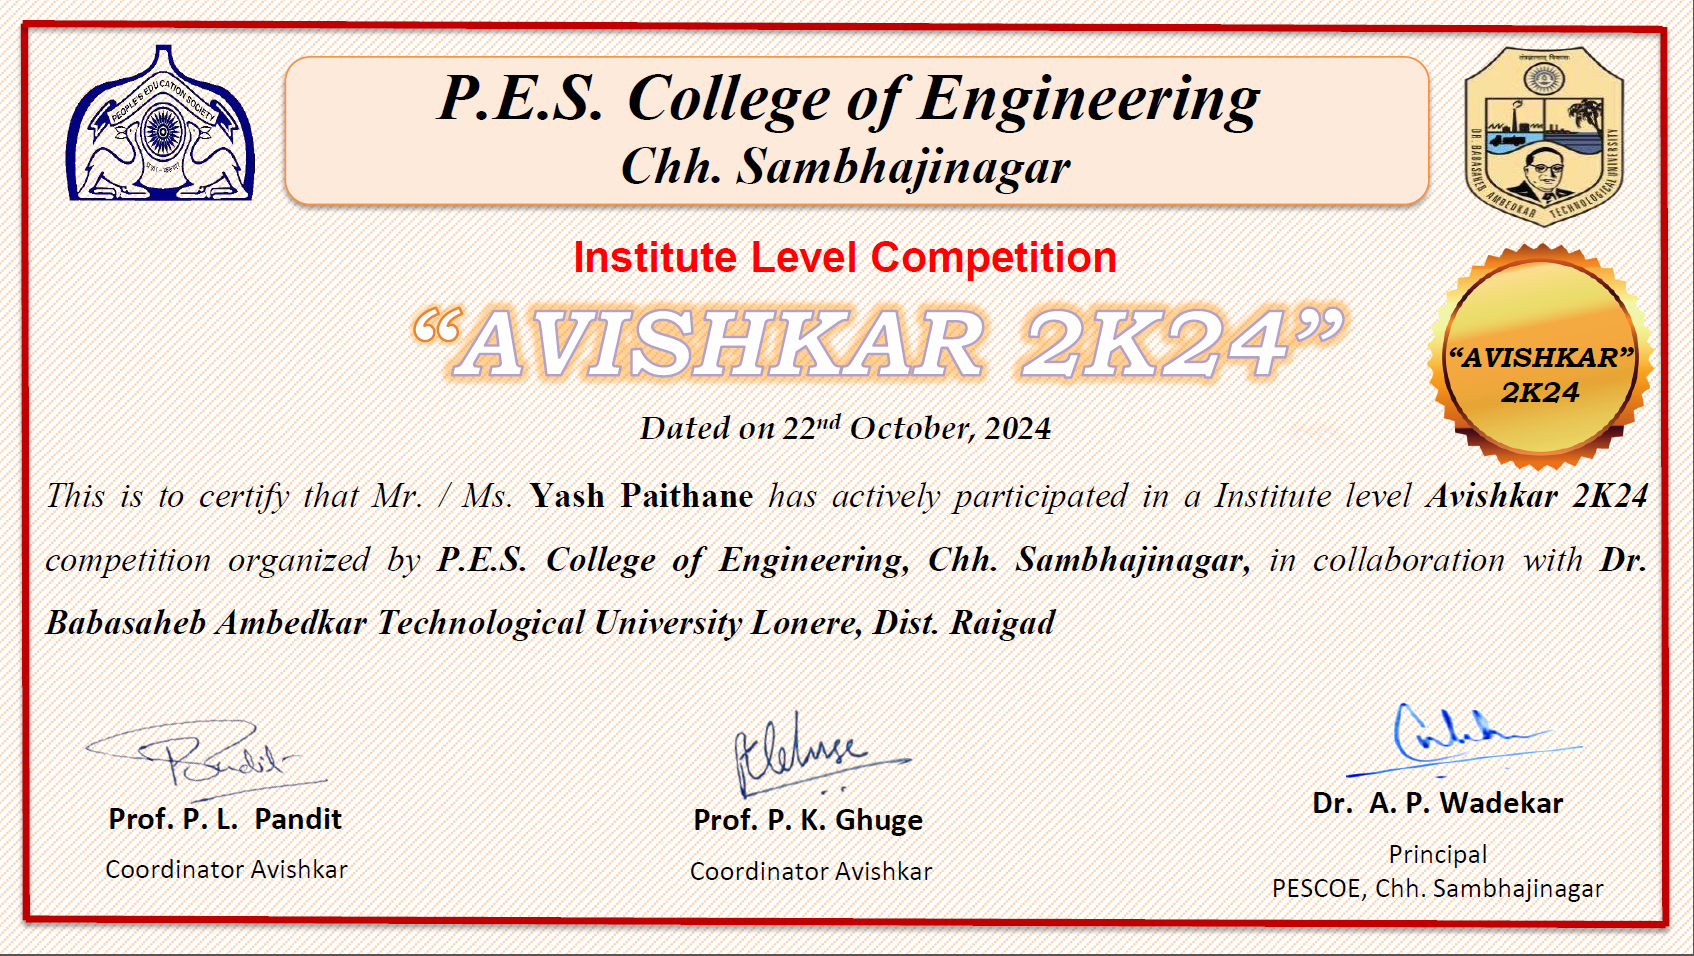 PEOPLE'S EDUCATION SOCIETY
P.E.S. College of Engineering
Chh. Sambhajinagar
DR. BABASAHEB AMBEDKAR TECHNOLOGICAL UNIVERSITY
Institute Level Competition
“AVISHKAR 2K24”
“AVISHKAR”
2K24
Dated on 22nd October, 2024
This is to certify that Mr. / Ms. Yash Paithane has actively participated in a Institute level Avishkar 2K24
competition organized by P.E.S. College of Engineering, Chh. Sambhajinagar, in collaboration with Dr.
Babasaheb Ambedkar Technological University Lonere, Dist. Raigad
Prof. P. L. Pandit
Coordinator Avishkar
Prof. P. K. Ghuge
Coordinator Avishkar
Dr. A. P. Wadekar
Principal
PESCOE, Chh. Sambhajinagar